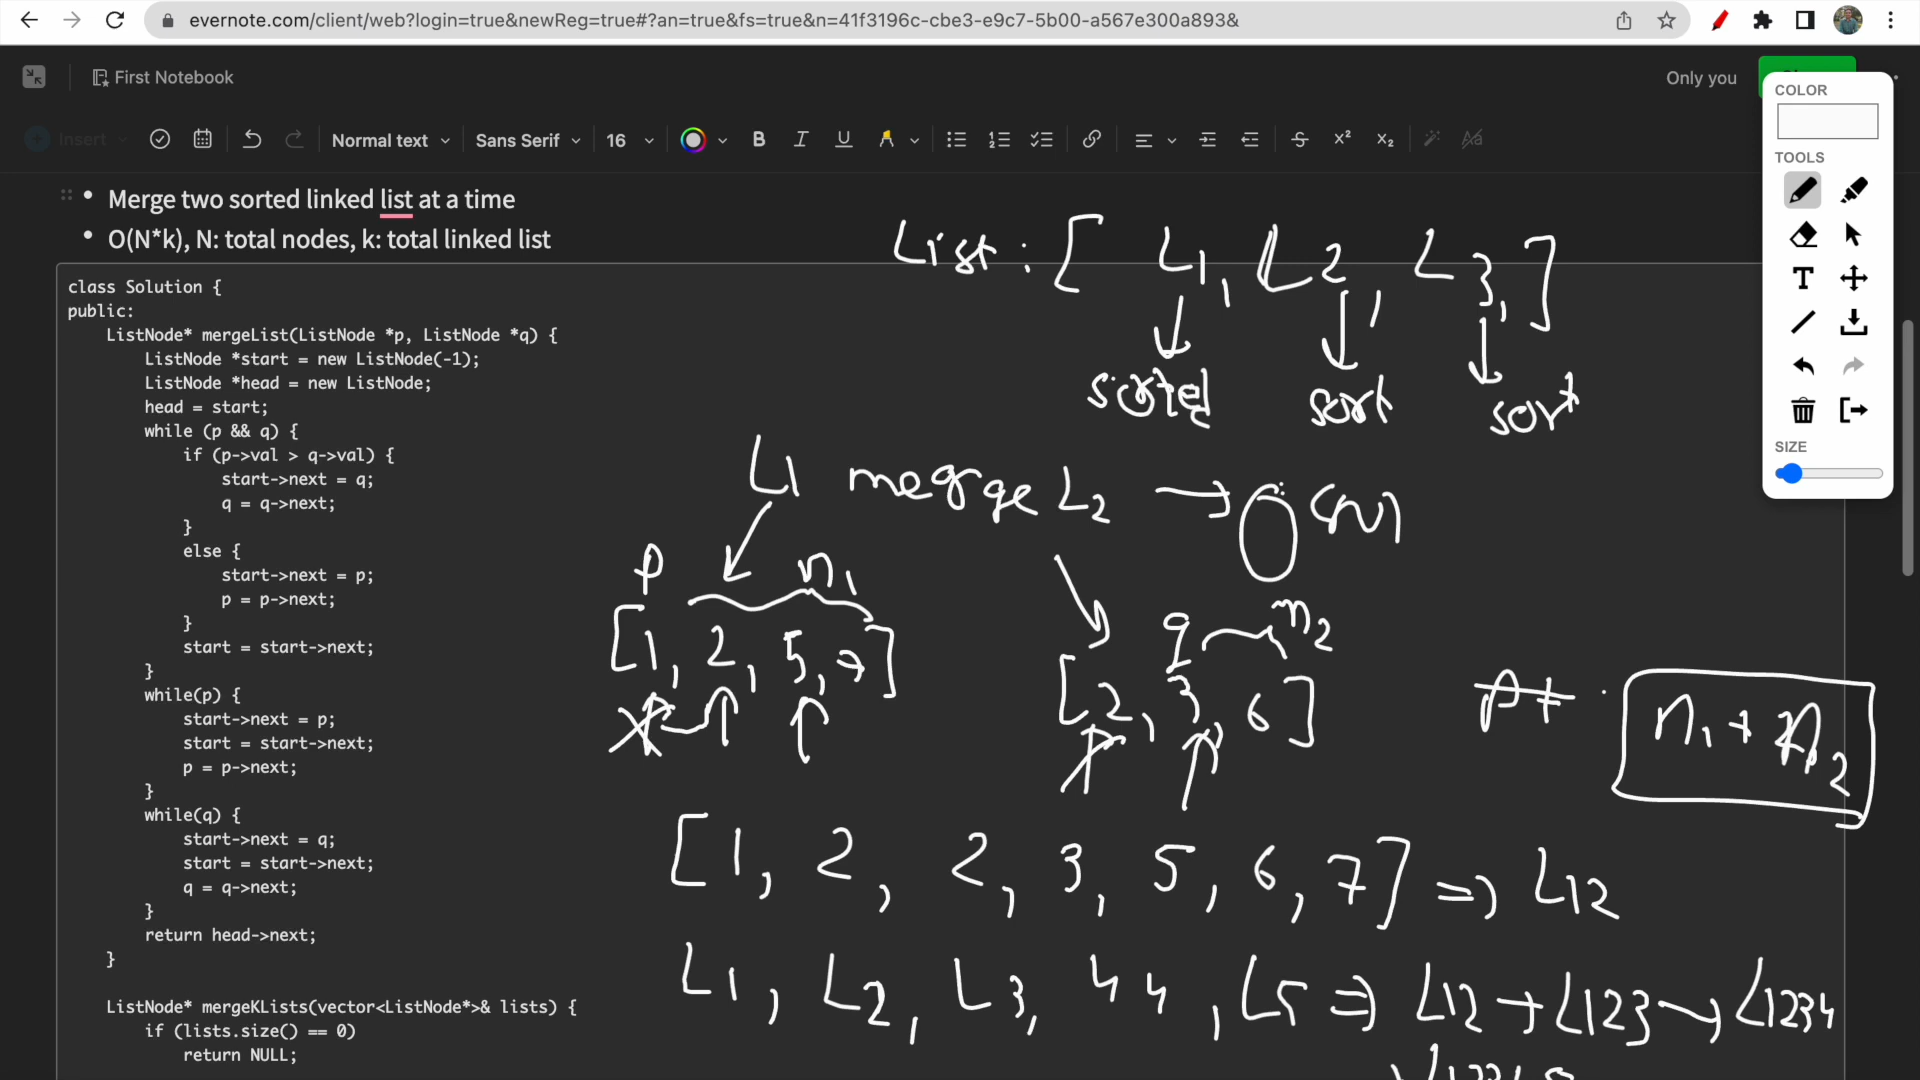 evernote.com/client/web?login=true&newReg=true#?an=true&fs=true&n=41f3196c-cbe3-e9c7-5b00-a567e300a893&
First Notebook
Only you
Insert
Normal text
Sans Serif
16
COLOR
TOOLS
SIZE
Merge two sorted linked list at a time
O(N*k), N: total nodes, k: total linked list
class Solution {
public:
ListNode* mergeList(ListNode *p, ListNode *q) {
ListNode *start = new ListNode(-1);
ListNode *head = new ListNode;
head = start;
while (p && q) {
if (p->val > q->val) {
start->next = q;
q = q->next;
}
else {
start->next = p;
p = p->next;
}
start = start->next;
}
while(p) {
start->next = p;
start = start->next;
p = p->next;
}
while(q) {
start->next = q;
start = start->next;
q = q->next;
}
return head->next;
}
ListNode* mergeKLists(vector<ListNode*>& lists) {
if (lists.size() == 0)
return NULL;
List : [ L1, L2, L3, ]
sorted sort sort
L1 merge L2 → O(N)
p n1
q n2
[1, 2, 5, 7]
[2, 3, 6]
n1 + n2
[1, 2, 2, 3, 5, 6, 7] => L12
L1, L2, L3, L4, L5 => L12 → L123 → L1234